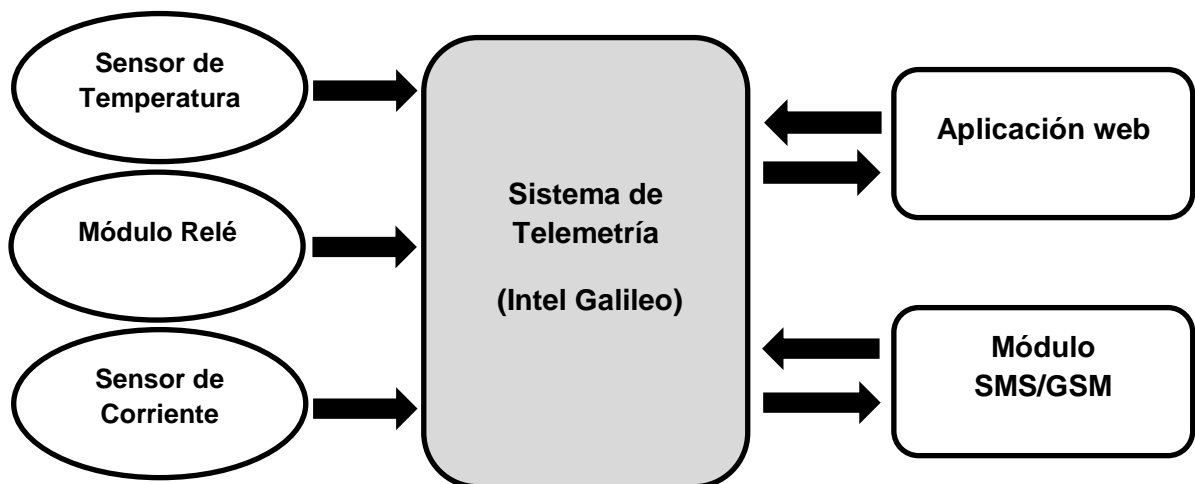 Sensor de
Temperatura
Módulo Relé
Sensor de
Corriente
Sistema de
Telemetría
(Intel Galileo)
Aplicación web
Módulo
SMS/GSM